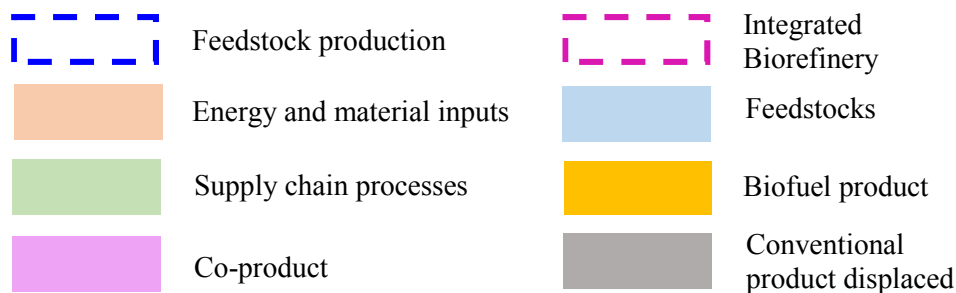 Feedstock production
Integrated
Biorefinery
Energy and material inputs
Feedstocks
Supply chain processes
Biofuel product
Co-product
Conventional
product displaced